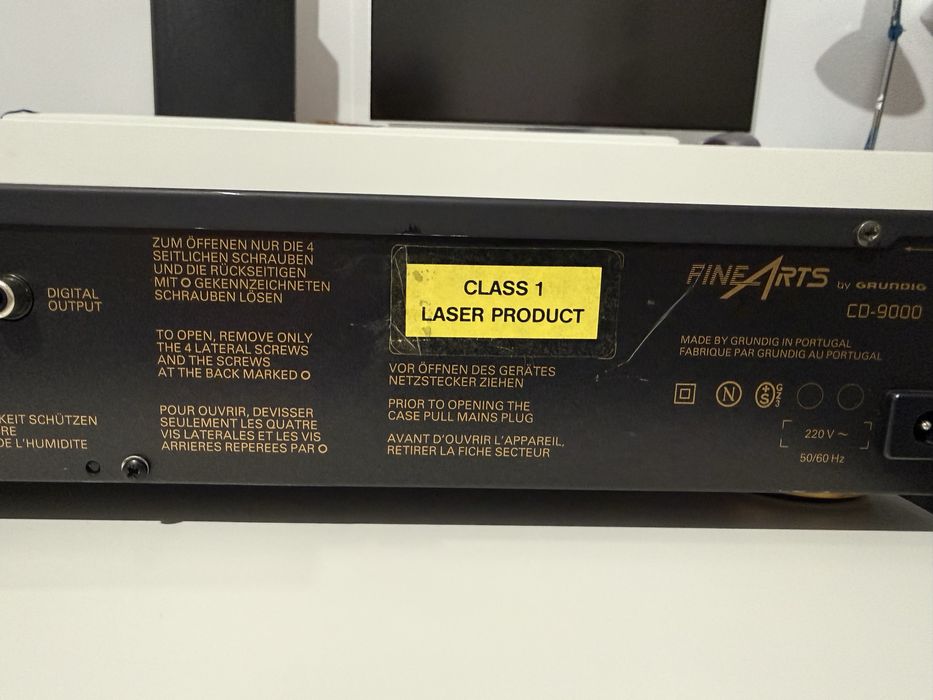 DIGITAL
OUTPUT
KEIT SCHÜTZEN
DE L'HUMIDITE
ZUM ÖFFENEN NUR DIE 4
SEITLICHEN SCHRAUBEN
UND DIE RÜCKSEITIGEN
MIT O GEKENNZEICHNETEN
SCHRAUBEN LÖSEN
TO OPEN, REMOVE ONLY
THE 4 LATERAL SCREWS
AND THE SCREWS
AT THE BACK MARKED O
POUR OUVRIR, DEVISSER
SEULEMENT LES QUATRE
VIS LATERALES ET LES VIS
ARRIERES REPEREES PAR O
CLASS 1
LASER PRODUCT
VOR ÖFFNEN DES GERÄTES
NETZSTECKER ZIEHEN
PRIOR TO OPENING THE
CASE PULL MAINS PLUG
AVANT D'OUVRIR L'APPAREIL,
RETIRER LA FICHE SECTEUR
FINE ARTS by GRUNDIG
CD-9000
MADE BY GRUNDIG IN PORTUGAL
FABRIQUE PAR GRUNDIG AU PORTUGAL
N
220 V ~
50/60 Hz